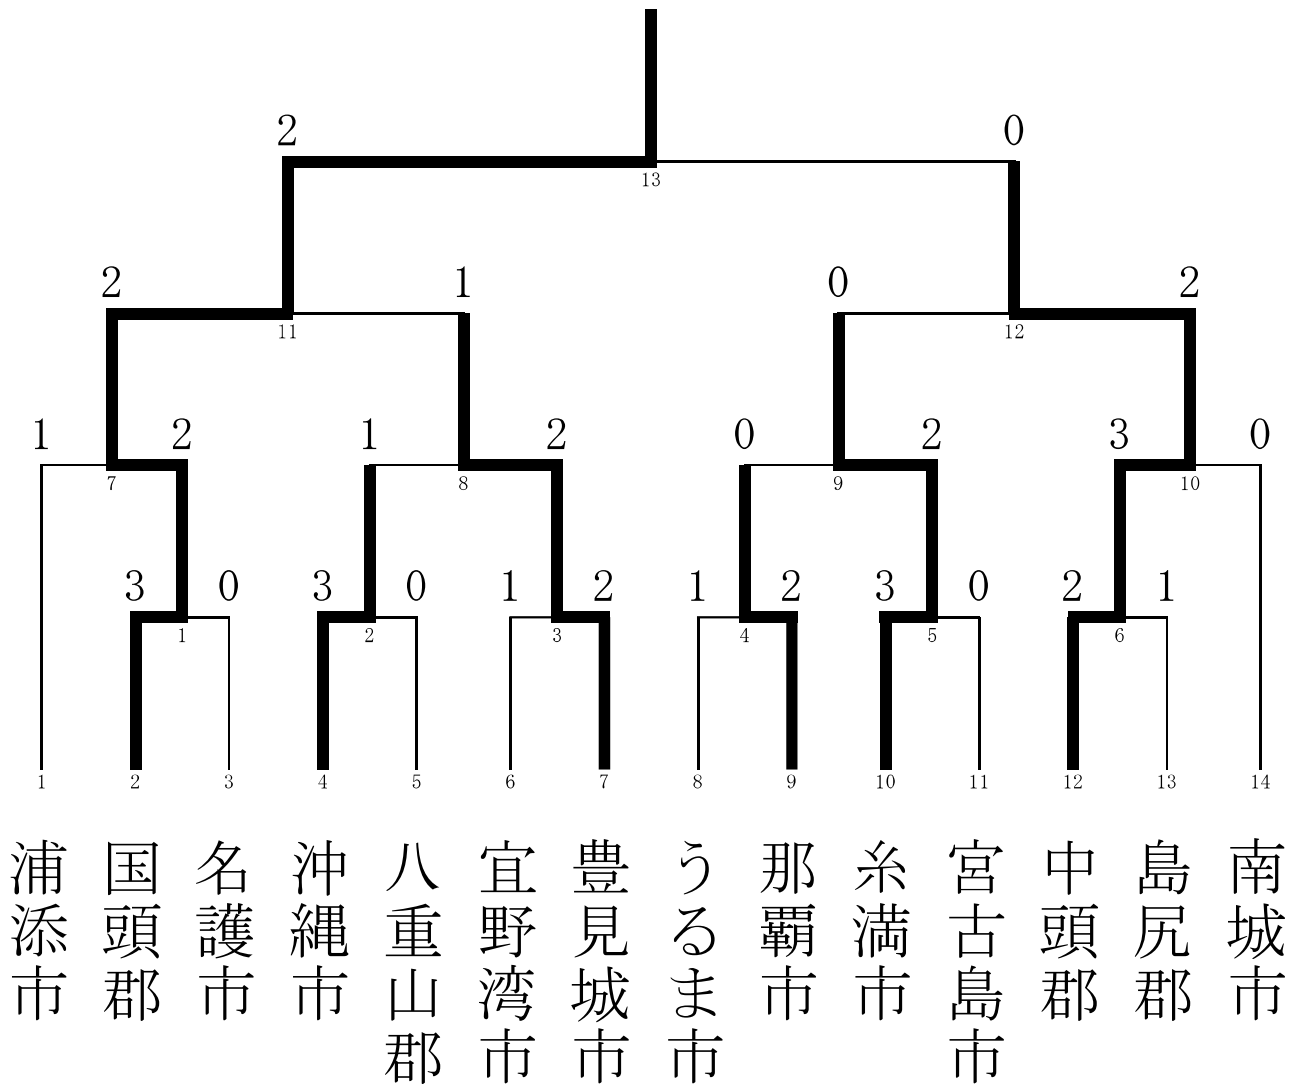 2 0
13
2 1 0 2
11 12
1 2 1 2 0 2 3 0
7 8 9 10
3 0 3 0 1 2 1 2 3 0 2 1
1 2 3 4 5 6
1 2 3 4 5 6 7 8 9 10 11 12 13 14
浦添市
国頭郡
名護市
沖縄市
八重山郡
宜野湾市
豊見城市
うるま市
那覇市
糸満市
宮古島市
中頭郡
島尻郡
南城市